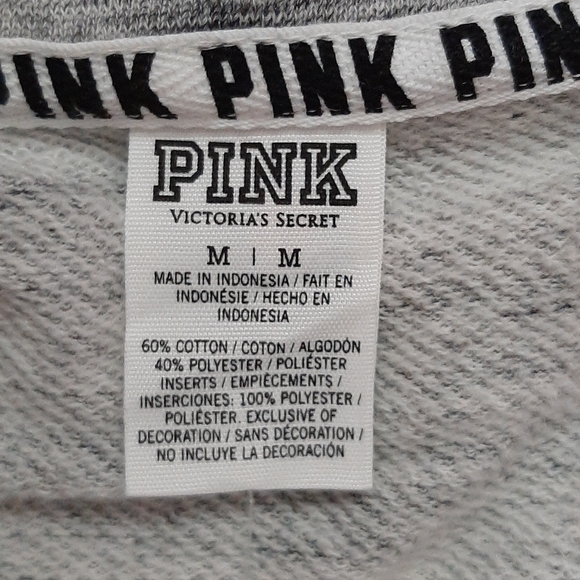 PINK PINK PINK PIN
PINK
VICTORIA'S SECRET
M | M
MADE IN INDONESIA / FAIT EN
INDONÉSIE / HECHO EN
INDONESIA
60% COTTON / COTON / ALGODÓN
40% POLYESTER / POLIÉSTER
INSERTS / EMPIÈCEMENTS /
INSERCIONES: 100% POLYESTER /
POLIÉSTER. EXCLUSIVE OF
DECORATION / SANS DÉCORATION /
NO INCLUYE LA DECORACIÓN